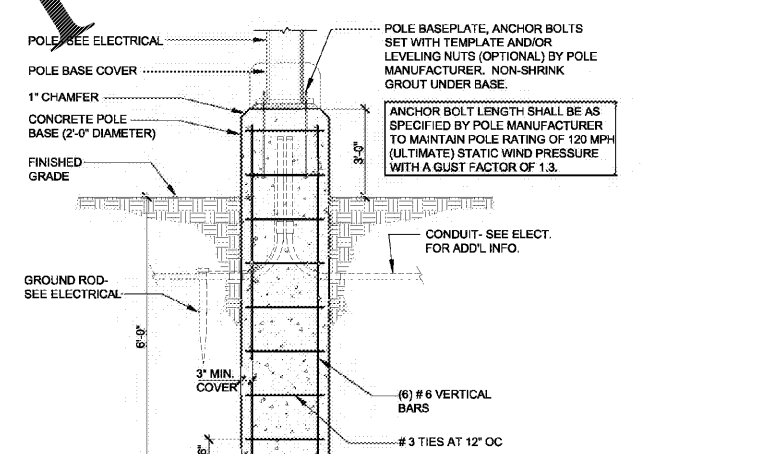 POLE- SEE ELECTRICAL
POLE BASE COVER
1" CHAMFER
CONCRETE POLE
BASE (2'-0" DIAMETER)
FINISHED
GRADE
GROUND ROD-
SEE ELECTRICAL
6'-0"
3" MIN.
COVER
6"
POLE BASEPLATE, ANCHOR BOLTS
SET WITH TEMPLATE AND/OR
LEVELING NUTS (OPTIONAL) BY POLE
MANUFACTURER. NON-SHRINK
GROUT UNDER BASE.
ANCHOR BOLT LENGTH SHALL BE AS
SPECIFIED BY POLE MANUFACTURER
TO MAINTAIN POLE RATING OF 120 MPH
(ULTIMATE) STATIC WIND PRESSURE
WITH A GUST FACTOR OF 1.3.
3'-0"
CONDUIT- SEE ELECT.
FOR ADD'L INFO.
(6) # 6 VERTICAL
BARS
# 3 TIES AT 12" OC